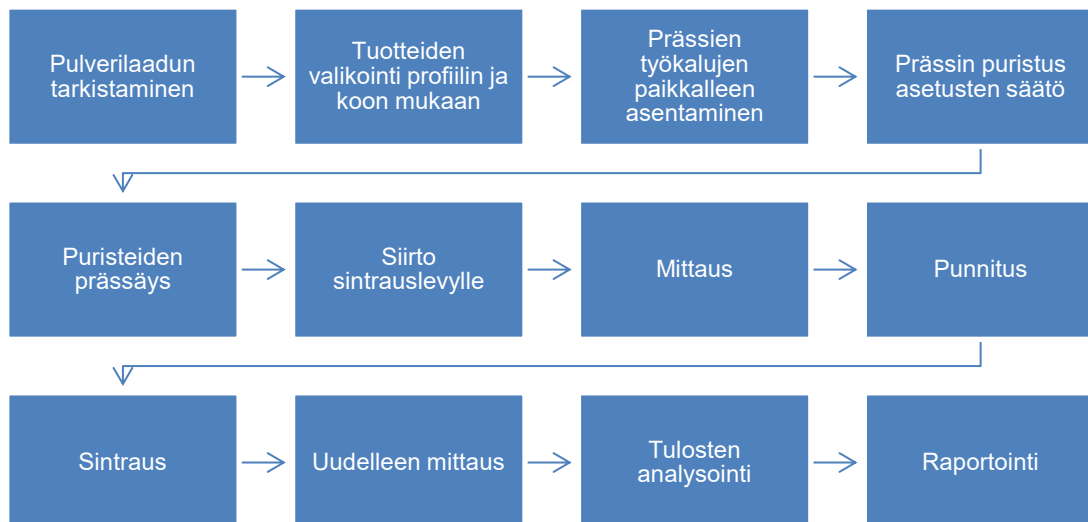 Pulverilaadun
tarkistaminen
Tuotteiden
valikointi profiilin ja
koon mukaan
Prässien
työkalujen
paikkalleen
asentaminen
Prässin puristus
asetusten säätö
Puristeiden
prässäys
Siirto
sintrauslevylle
Mittaus
Punnitus
Sintraus
Uudelleen mittaus
Tulosten
analysointi
Raportointi